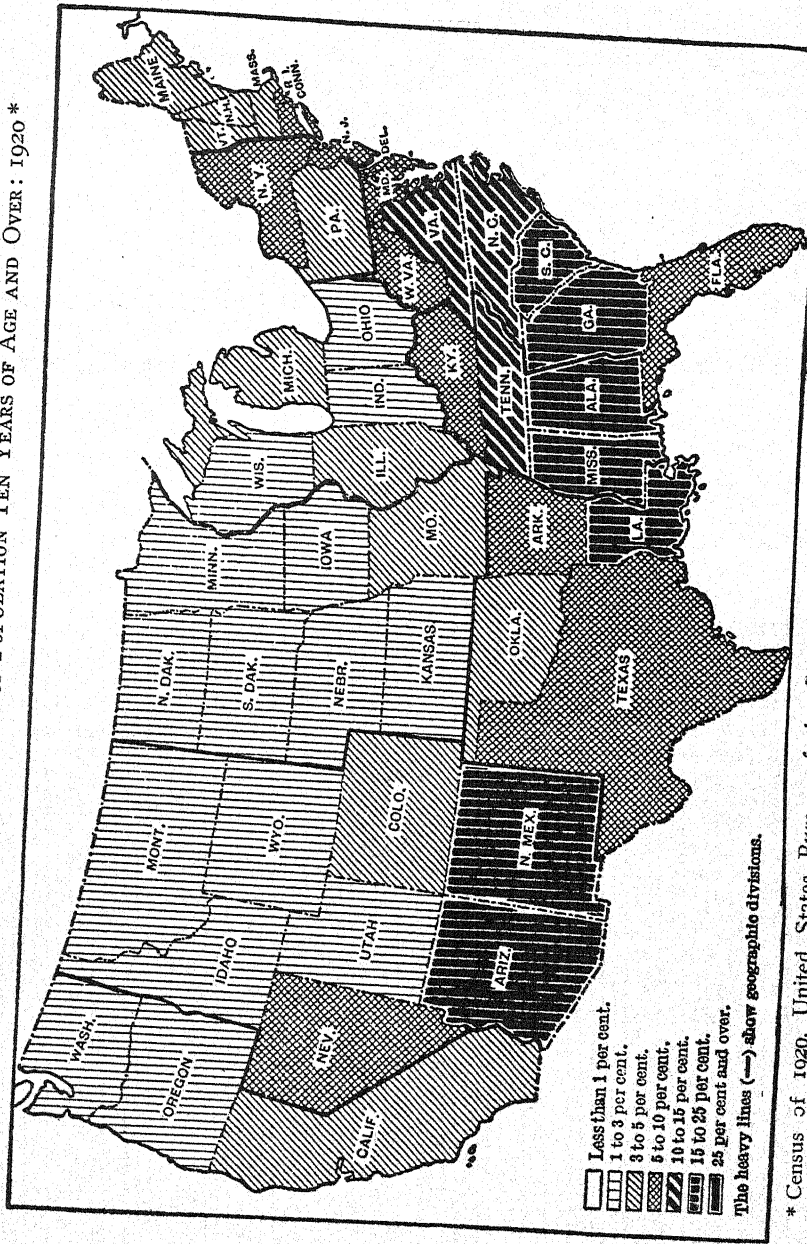 TEN YEARS OF AGE AND OVER: 1920 *
WASH.
OREGON
CALIF.
IDAHO
NEV.
MONT.
WYO.
UTAH
COLO.
ARIZ.
N. MEX.
N. DAK.
S. DAK.
NEBR.
KANSAS
OKLA.
TEXAS
MINN.
IOWA
MO.
ARK.
LA.
WIS.
ILL.
MICH.
IND.
OHIO
KY.
TENN.
MISS.
ALA.
GA.
FLA.
S. C.
N. C.
VA.
W. VA.
MD.
DEL.
PA.
N. J.
N. Y.
CONN.
R. I.
MASS.
VT.
N. H.
MAINE
Less than 1 per cent.
1 to 3 per cent.
3 to 5 per cent.
5 to 10 per cent.
10 to 15 per cent.
15 to 25 per cent.
25 per cent and over.
The heavy lines (—) show geographic divisions.
* Census of 1920, United States